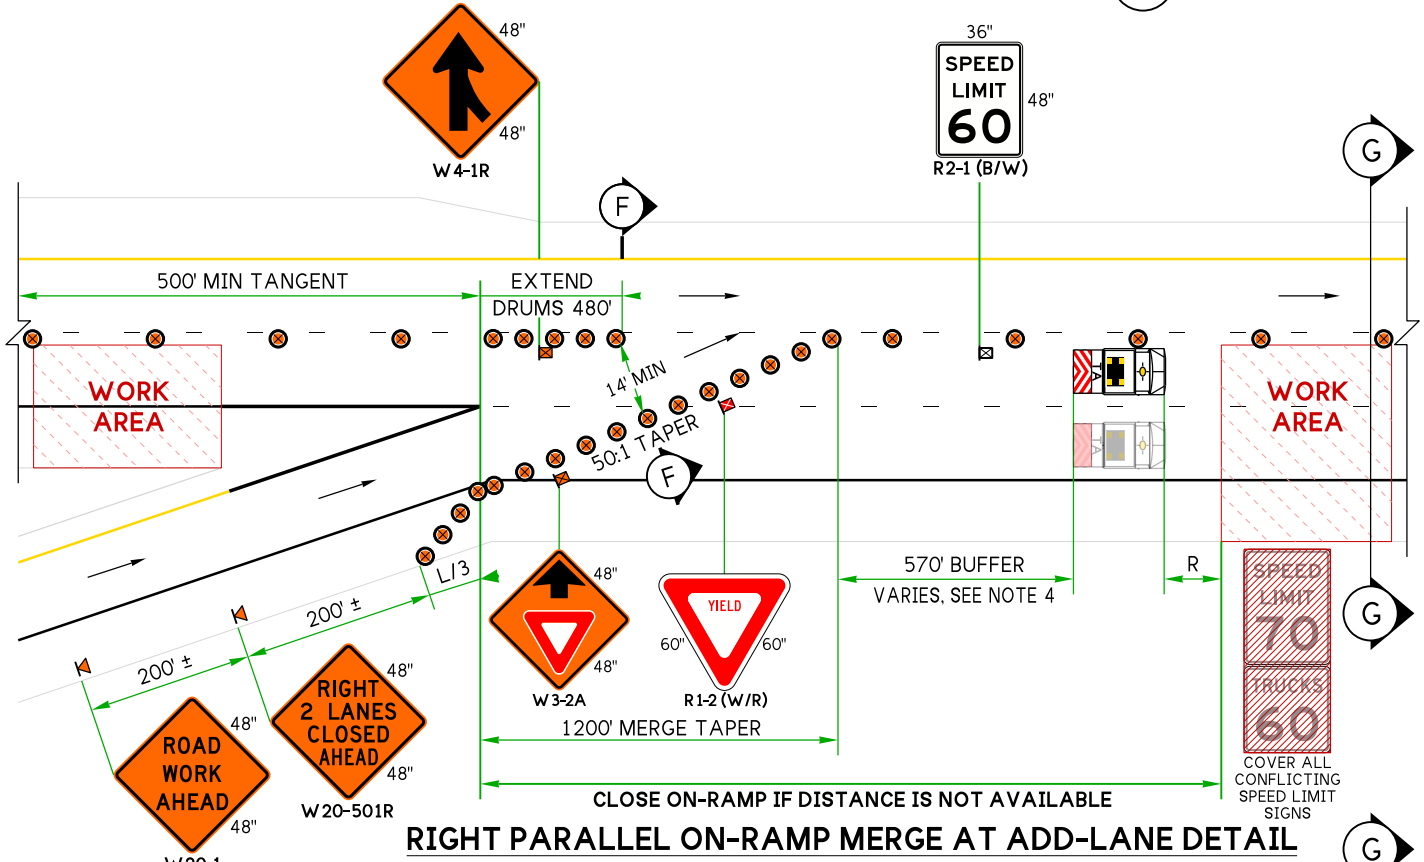 48"
48"
W4-1R
36"
SPEED
LIMIT
60
48"
R2-1 (B/W)
G
F
500' MIN TANGENT
EXTEND
DRUMS 480'
WORK
AREA
14' MIN
50:1 TAPER
F
WORK
AREA
L/3
200' ±
200' ±
48"
48"
W3-2A
YIELD
60"
60"
R1-2 (W/R)
570' BUFFER
VARIES, SEE NOTE 4
R
SPEED
LIMIT
70
TRUCKS
60
G
RIGHT
2 LANES
CLOSED
AHEAD
48"
48"
W20-501R
ROAD
WORK
AHEAD
48"
48"
W20-1
1200' MERGE TAPER
COVER ALL
CONFLICTING
SPEED LIMIT
SIGNS
CLOSE ON-RAMP IF DISTANCE IS NOT AVAILABLE
RIGHT PARALLEL ON-RAMP MERGE AT ADD-LANE DETAIL
G